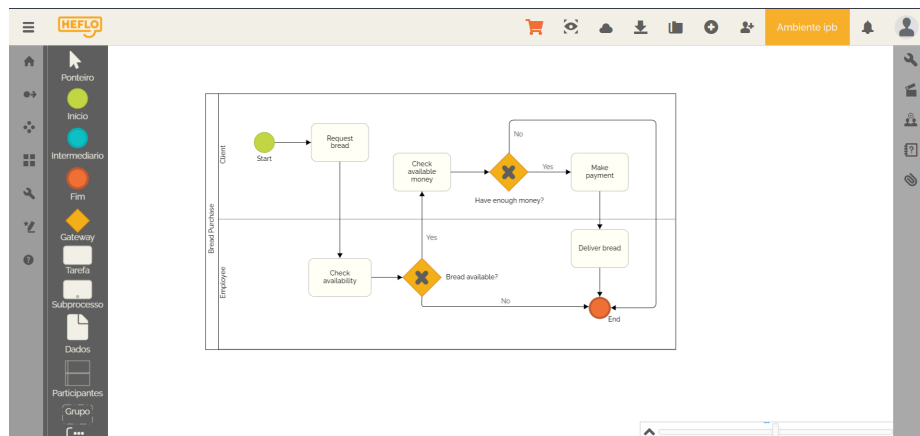 HEFLO
Ambiente ipb
Ponteiro
Início
Intermediario
Fim
Gateway
Tarefa
Subprocesso
Dados
Participantes
Grupo
Bread Purchase
Client
Employee
Start
Request
bread
Check
available
money
No
Yes
Have enough money?
Make
payment
Yes
Check
availability
Bread available?
No
Deliver bread
End